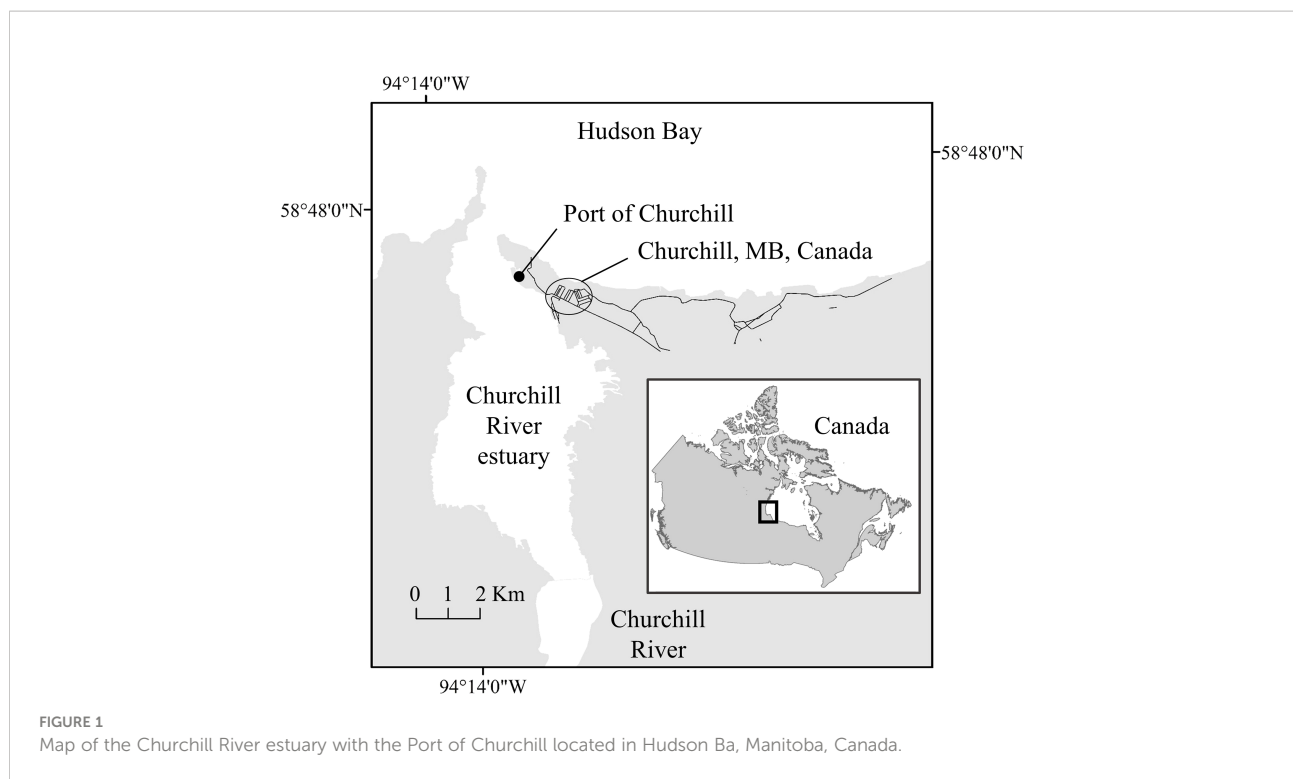 94°14'0"W
Hudson Bay
58°48'0"N
58°48'0"N
Port of Churchill
Churchill, MB, Canada
Churchill
River
estuary
Canada
0 1 2 Km
Churchill
River
94°14'0"W
FIGURE 1
Map of the Churchill River estuary with the Port of Churchill located in Hudson Ba, Manitoba, Canada.